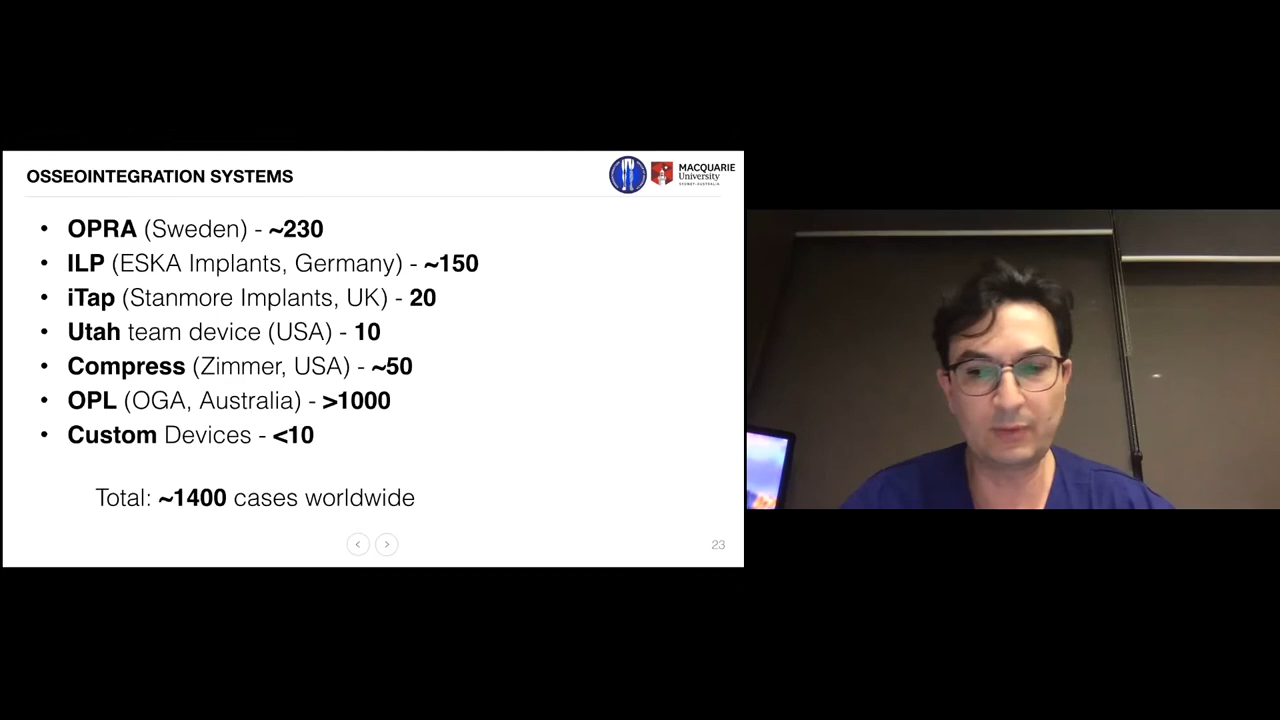 OSSEOINTEGRATION SYSTEMS
MACQUARIE
University
SYDNEY·AUSTRALIA
• OPRA (Sweden) - ~230
• ILP (ESKA Implants, Germany) - ~150
• iTap (Stanmore Implants, UK) - 20
• Utah team device (USA) - 10
• Compress (Zimmer, USA) - ~50
• OPL (OGA, Australia) - >1000
• Custom Devices - <10
Total: ~1400 cases worldwide
23